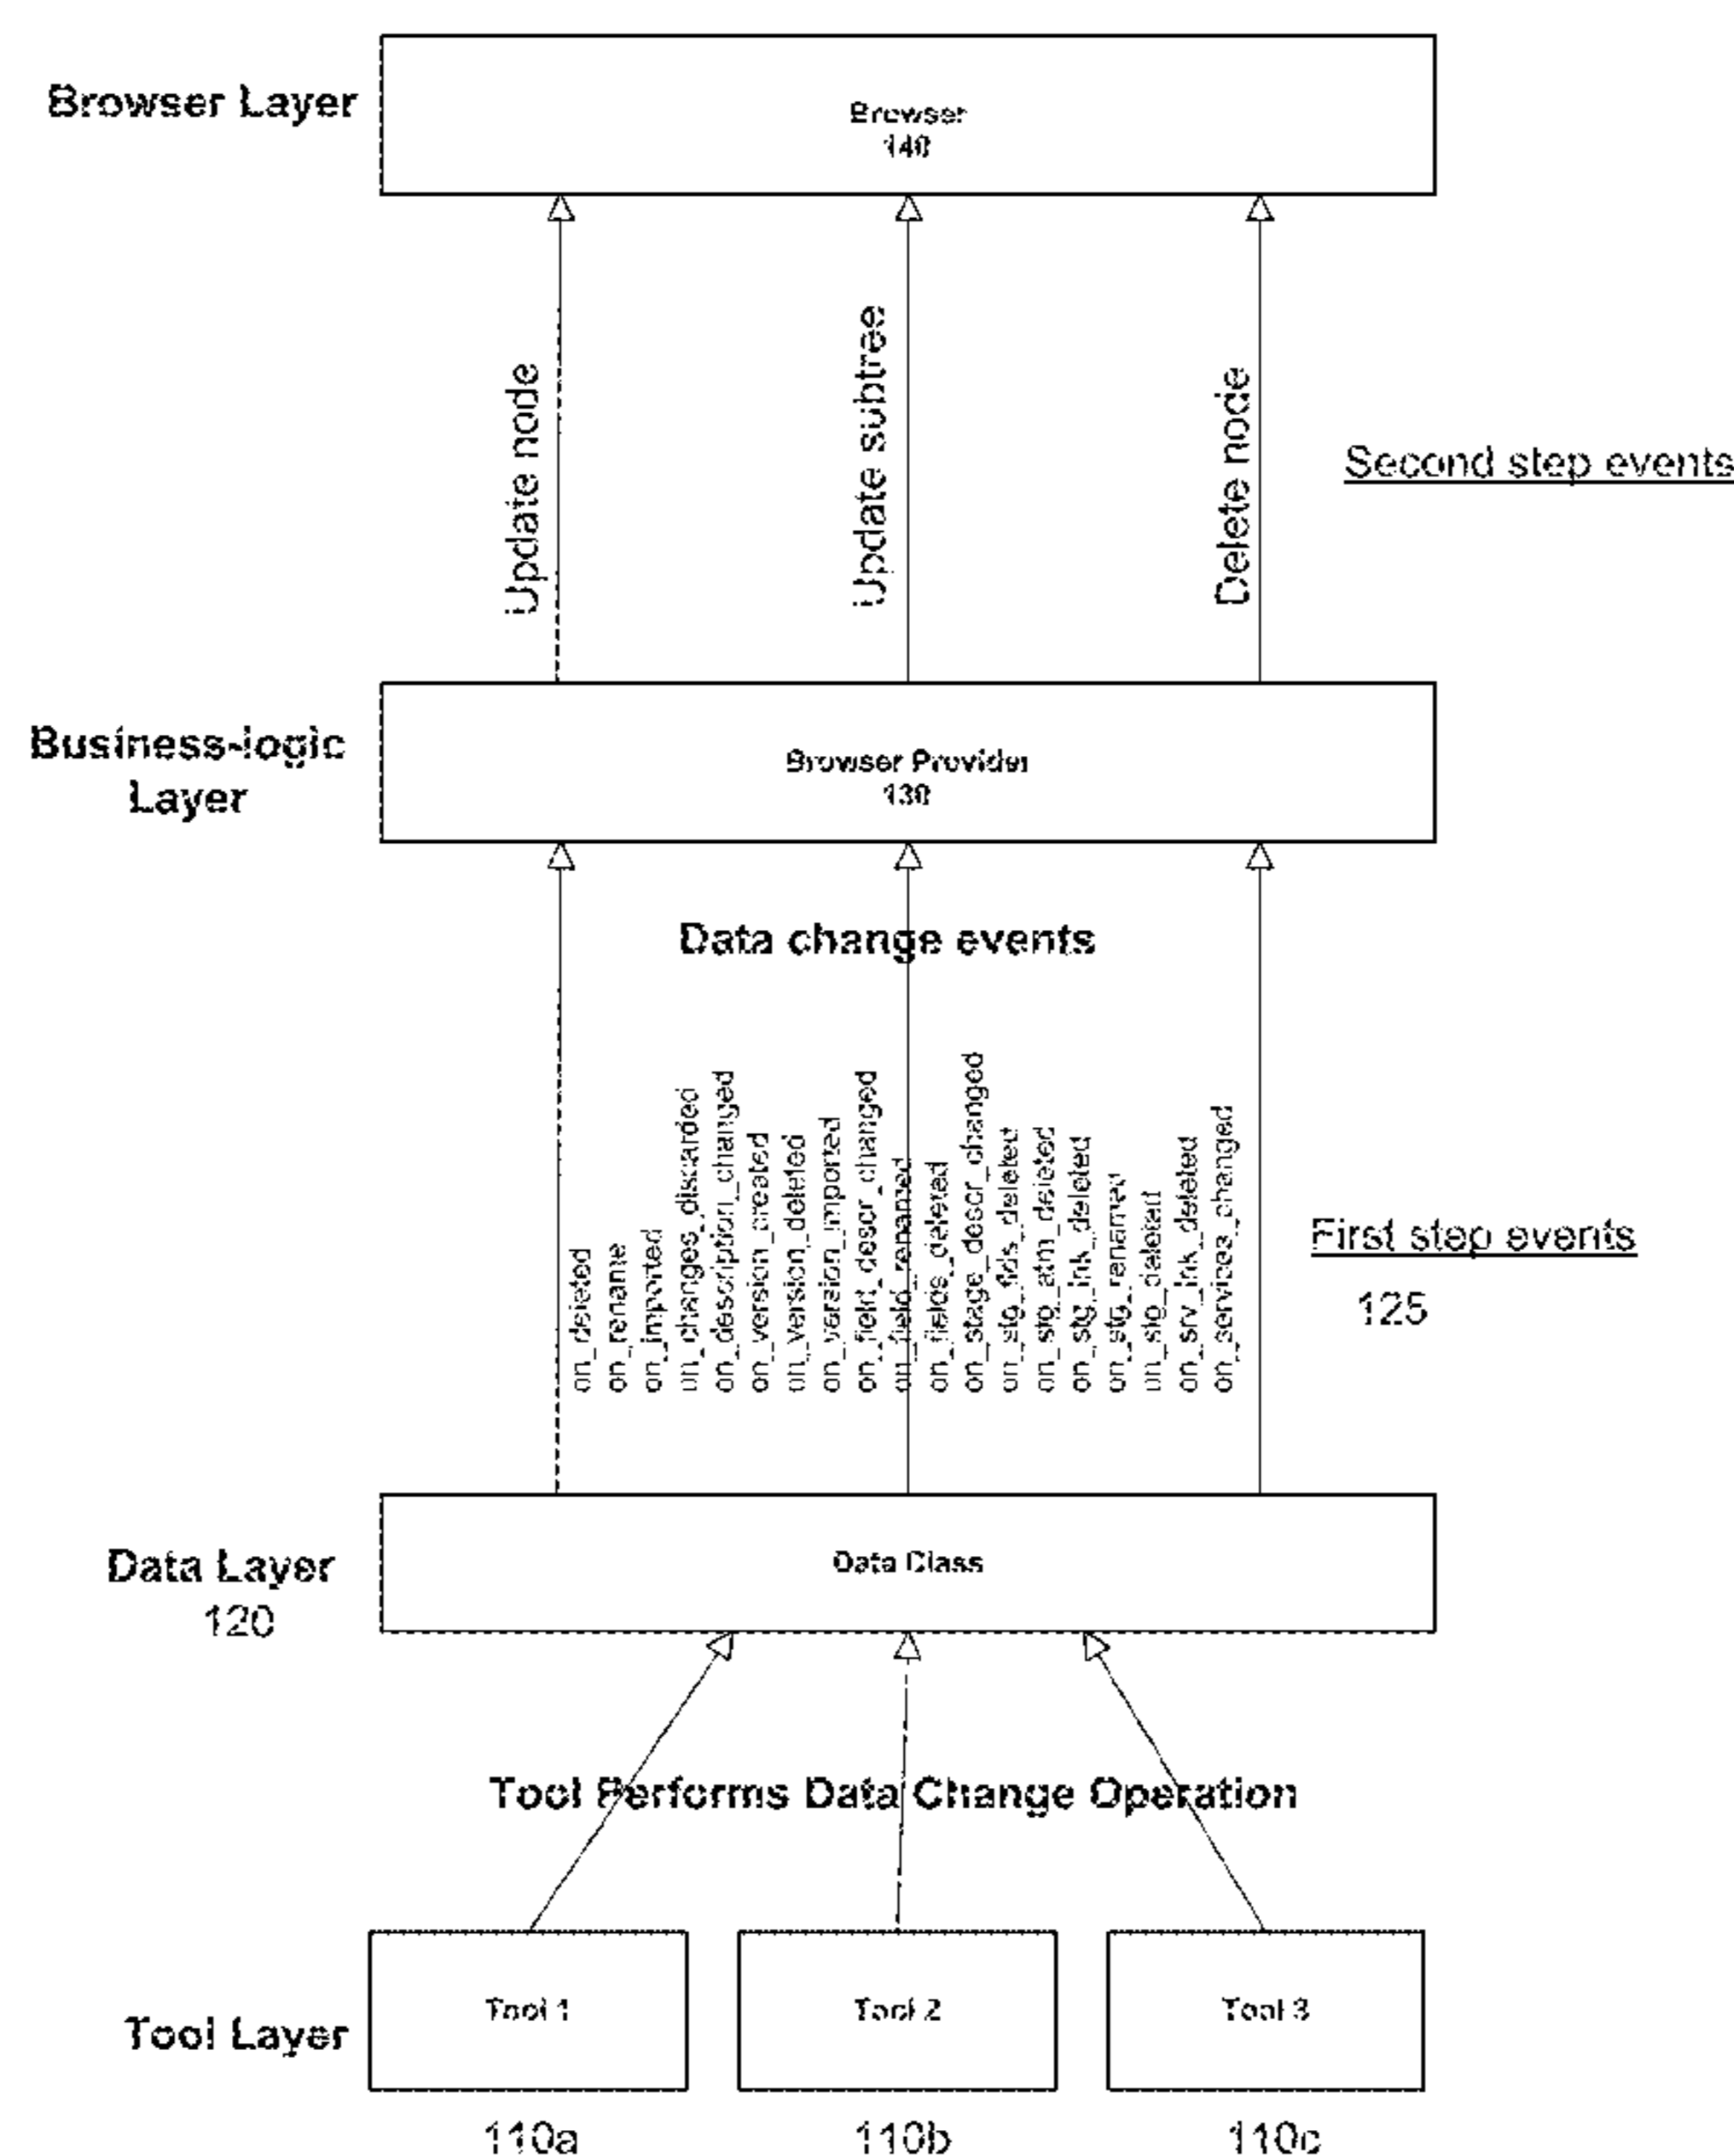 Browser Layer
Browser
140
Update node
Update subtree
Delete node
Second step events
Business-logic
Layer
Browser Provider
130
Data change events
on_deleted
on_rename
on_imported
on_changes_discarded
on_description_changed
on_version_created
on_version_deleted
on_version_imported
on_field_descr_changed
on_field_renamed
on_fields_deleted
on_stage_descr_changed
on_stg_flds_deleted
on_stg_atm_deleted
on_stg_lnk_deleted
on_stg_renamed
on_stg_deleted
on_srv_lnk_deleted
on_services_changed
First step events
125
Data Layer
120
Data Class
Tool Performs Data Change Operation
Tool Layer
Tool 1
Tool 2
Tool 3
110a
110b
110c